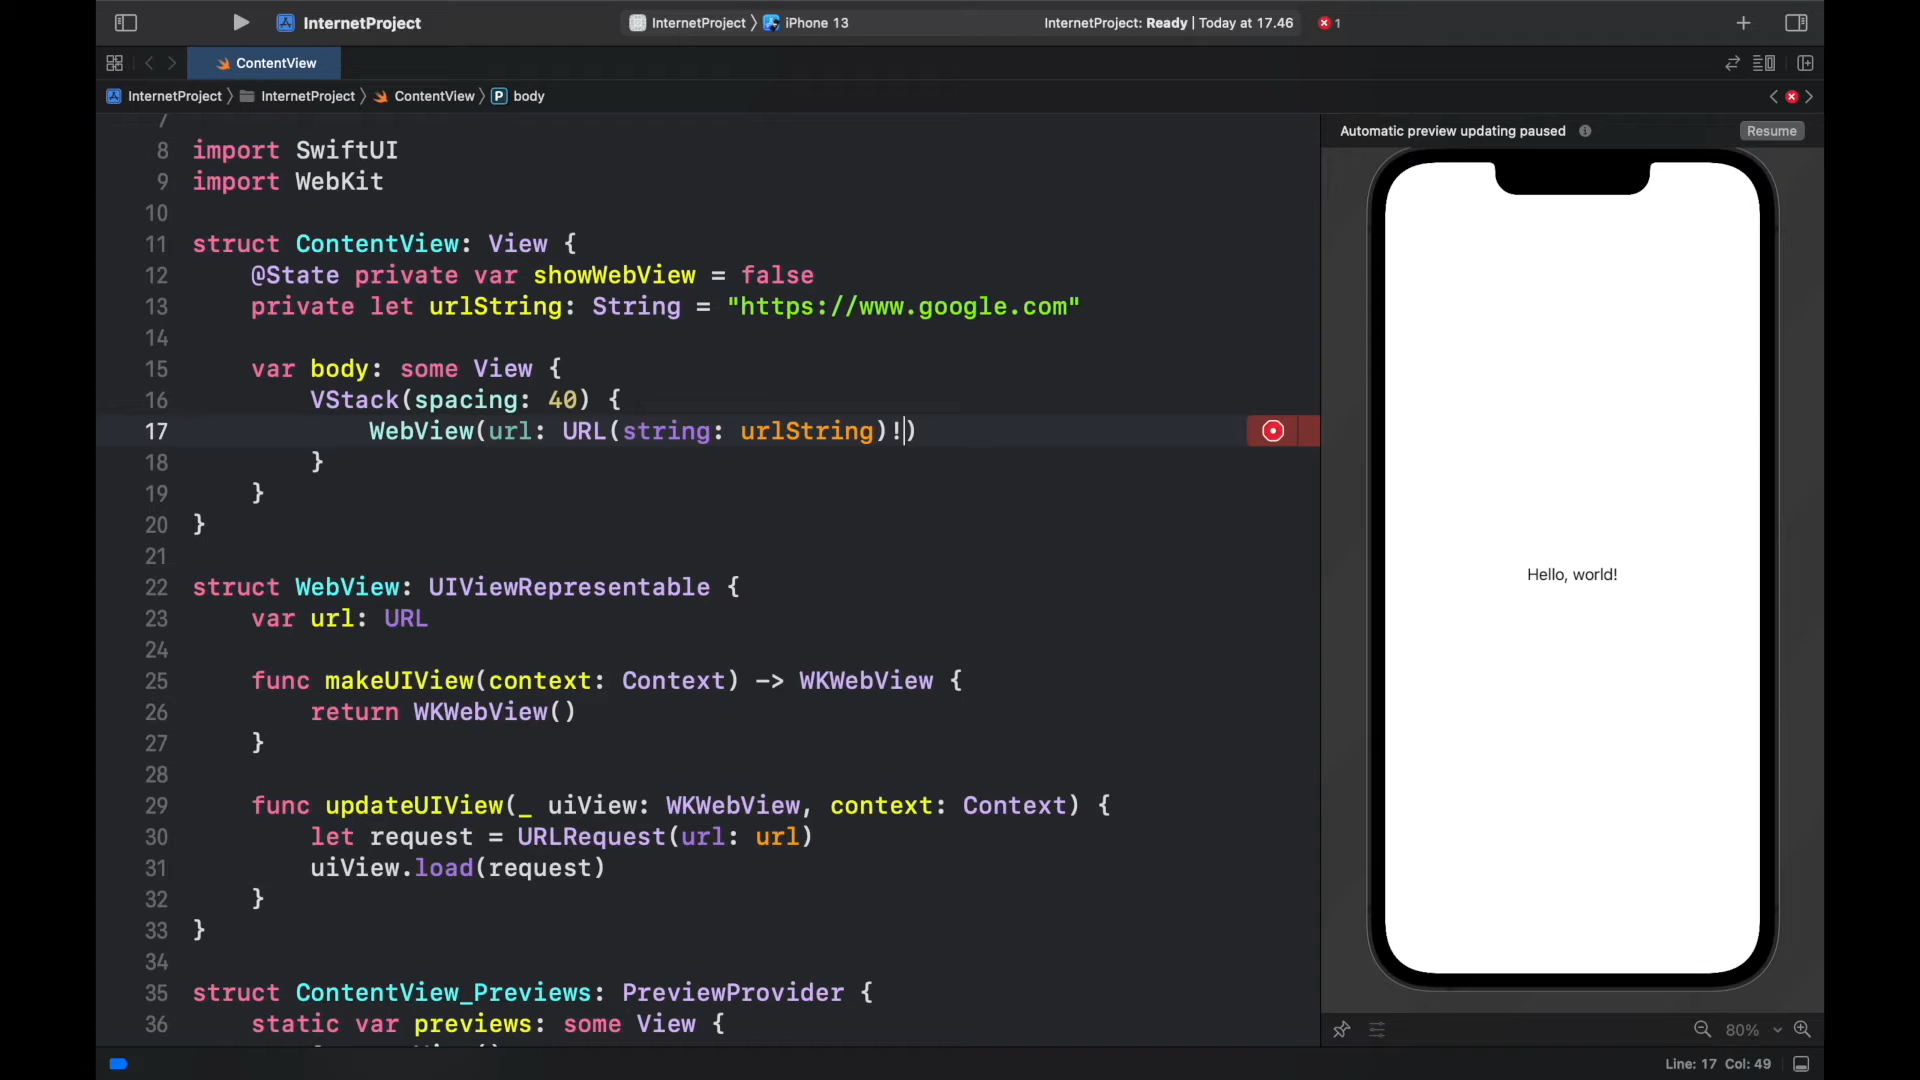 InternetProject
InternetProject 〉 iPhone 13
InternetProject: Ready | Today at 17.46
1
ContentView
InternetProject 〉 InternetProject 〉 ContentView 〉 P body
7
8 import SwiftUI
9 import WebKit
10
11 struct ContentView: View {
12 @State private var showWebView = false
13 private let urlString: String = "https://www.google.com"
14
15 var body: some View {
16 VStack(spacing: 40) {
17 WebView(url: URL(string: urlString)!)
18 }
19 }
20 }
21
22 struct WebView: UIViewRepresentable {
23 var url: URL
24
25 func makeUIView(context: Context) -> WKWebView {
26 return WKWebView()
27 }
28
29 func updateUIView(_ uiView: WKWebView, context: Context) {
30 let request = URLRequest(url: url)
31 uiView.load(request)
32 }
33 }
34
35 struct ContentView_Previews: PreviewProvider {
36 static var previews: some View {
Automatic preview updating paused
Resume
Hello, world!
80%
Line: 17 Col: 49